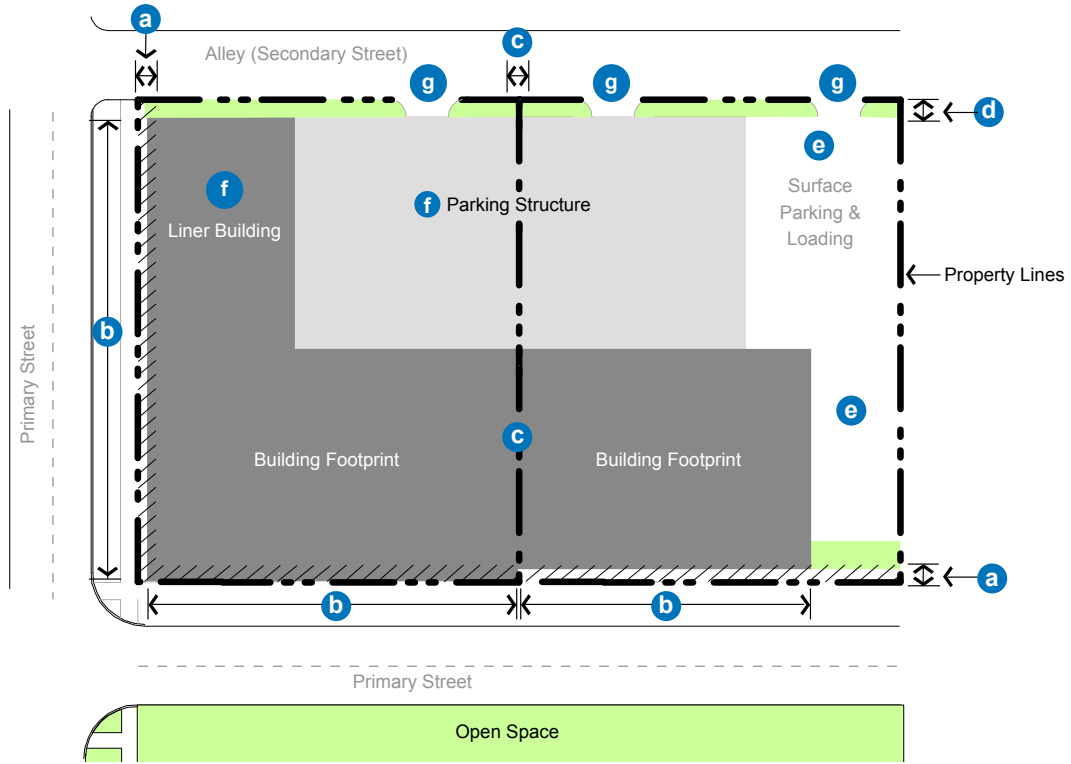 a
c
Alley (Secondary Street)
g
g
g
d
e
f
f Parking Structure
Surface
Parking &
Loading
Liner Building
Property Lines
b
Primary Street
e
c
Building Footprint
Building Footprint
a
b
b
Primary Street
Open Space